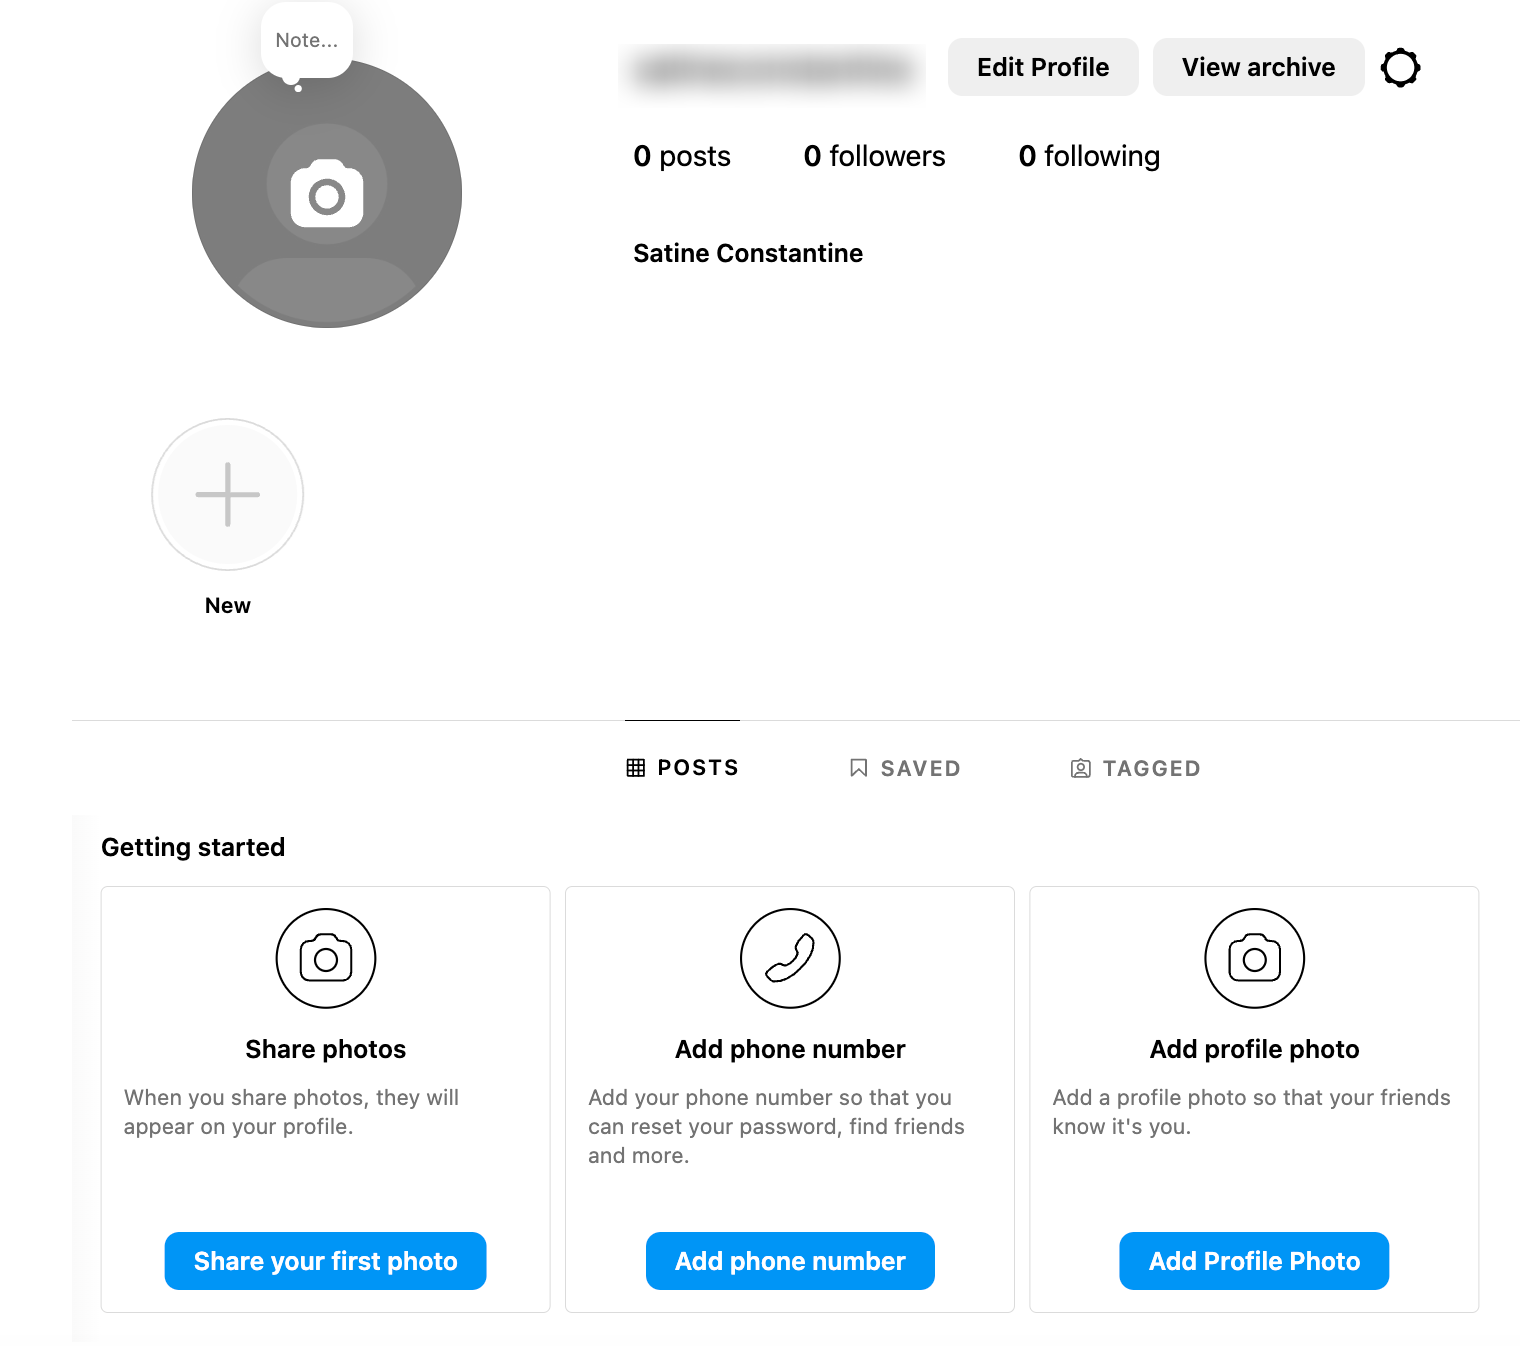 Note...
Edit Profile
View archive
0 posts
0 followers
0 following
Satine Constantine
New
POSTS
SAVED
TAGGED
Getting started
Share photos
When you share photos, they will
appear on your profile.
Share your first photo
Add phone number
Add your phone number so that you
can reset your password, find friends
and more.
Add phone number
Add profile photo
Add a profile photo so that your friends
know it's you.
Add Profile Photo